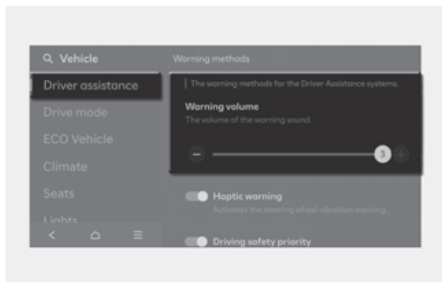 Vehicle
Warning methods
Driver assistance
The warning methods for the Driver Assistance systems.
Warning volume
The volume of the warning sound.
Drive mode
ECO Vehicle
3
Climate
Seats
Haptic warning
Activates the steering wheel vibration warning.
Lights
Driving safety priority